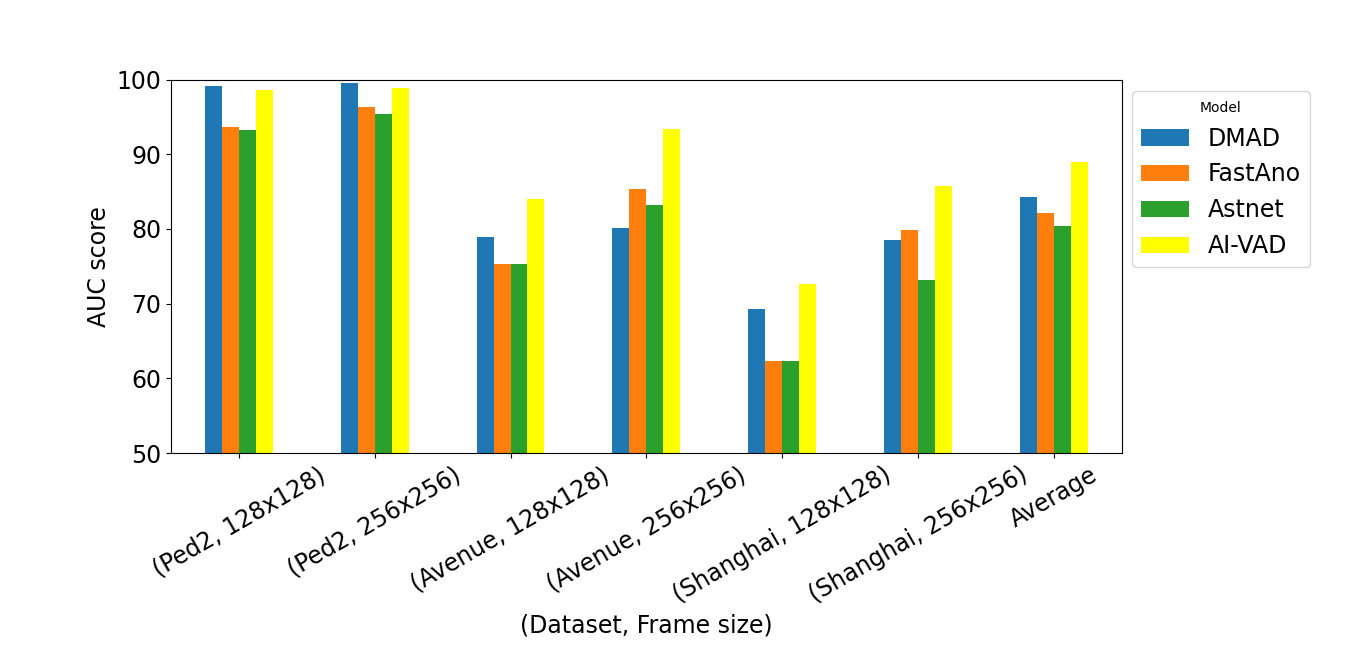 100
90
80
70
60
50
AUC score
(Ped2, 128x128)
(Ped2, 256x256)
(Avenue, 128x128)
(Avenue, 256x256)
(Shanghai, 128x128)
(Shanghai, 256x256)
Average
(Dataset, Frame size)
Model
DMAD
FastAno
Astnet
AI-VAD